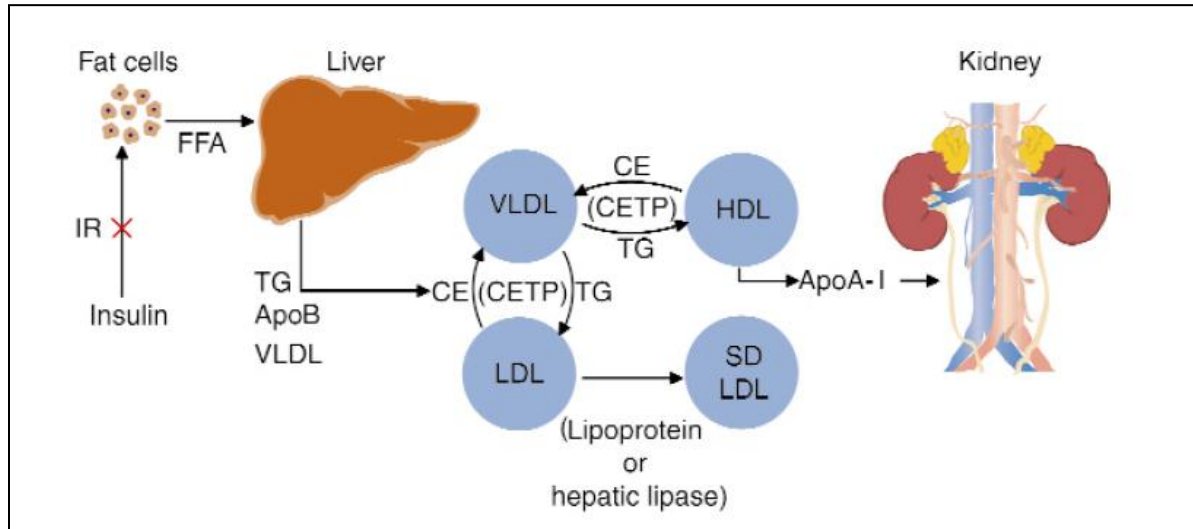 Fat cells
Liver
Kidney
FFA
IR
Insulin
TG
ApoB
VLDL
VLDL
CE
(CETP)
TG
HDL
CE (CETP) TG
ApoA-I
LDL
SD
LDL
(Lipoprotein
or
hepatic lipase)